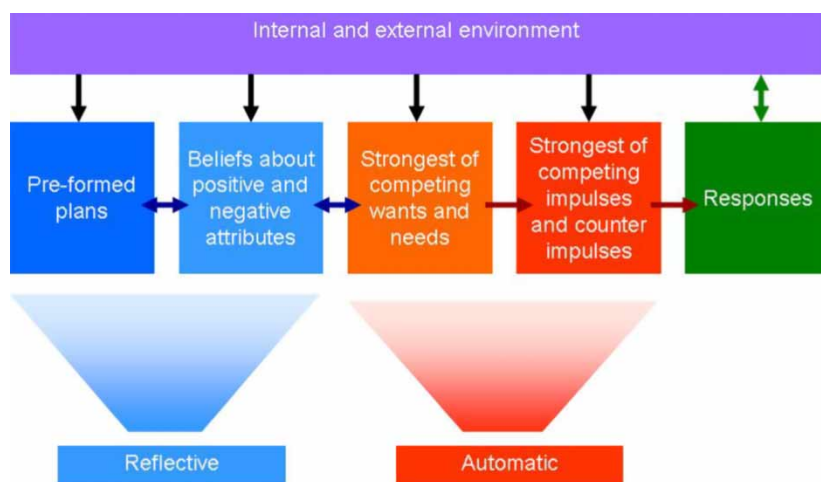 Internal and external environment
Pre-formed
plans
Beliefs about
positive and
negative
attributes
Strongest of
competing
wants and
needs
Strongest of
competing
impulses
and counter
impulses
Responses
Reflective
Automatic